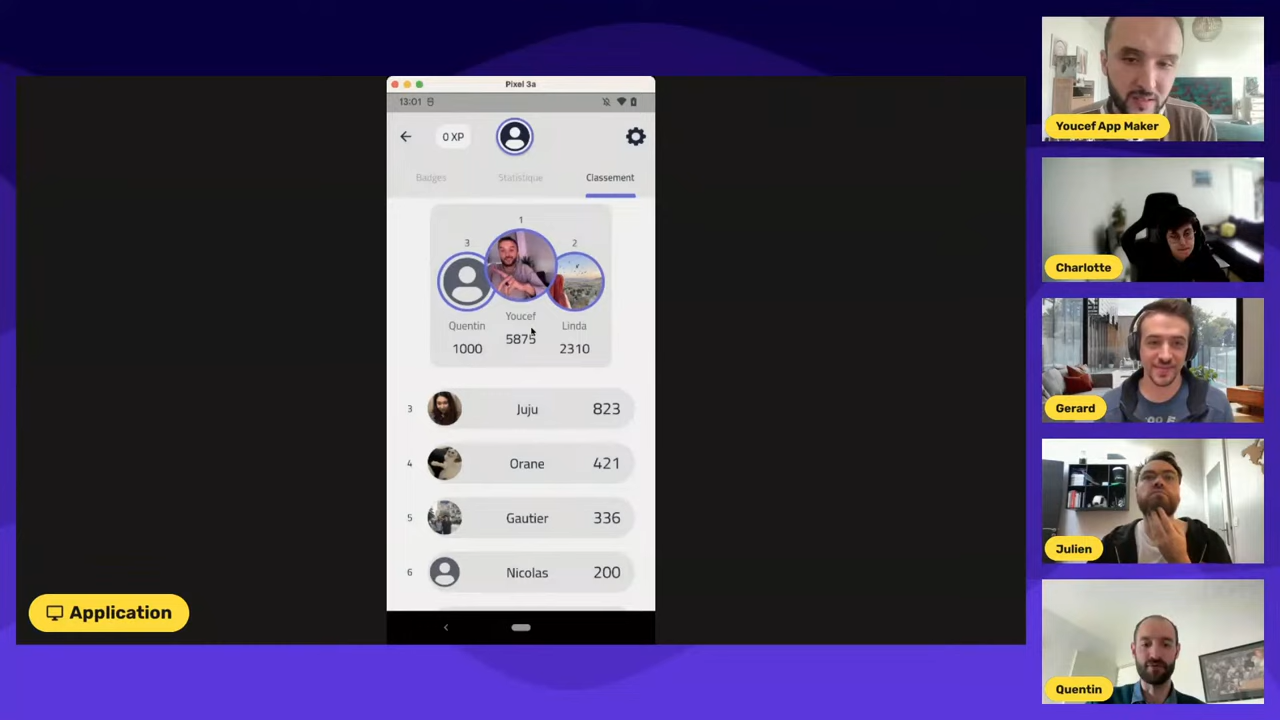 Pixel 3a
13:01
0 XP
Badges
Statistique
Classement
1
3
2
Quentin
Youcef
Linda
1000
5875
2310
3 Juju 823
4 Orane 421
5 Gautier 336
6 Nicolas 200
Application
Youcef App Maker
Charlotte
Gerard
Julien
Quentin